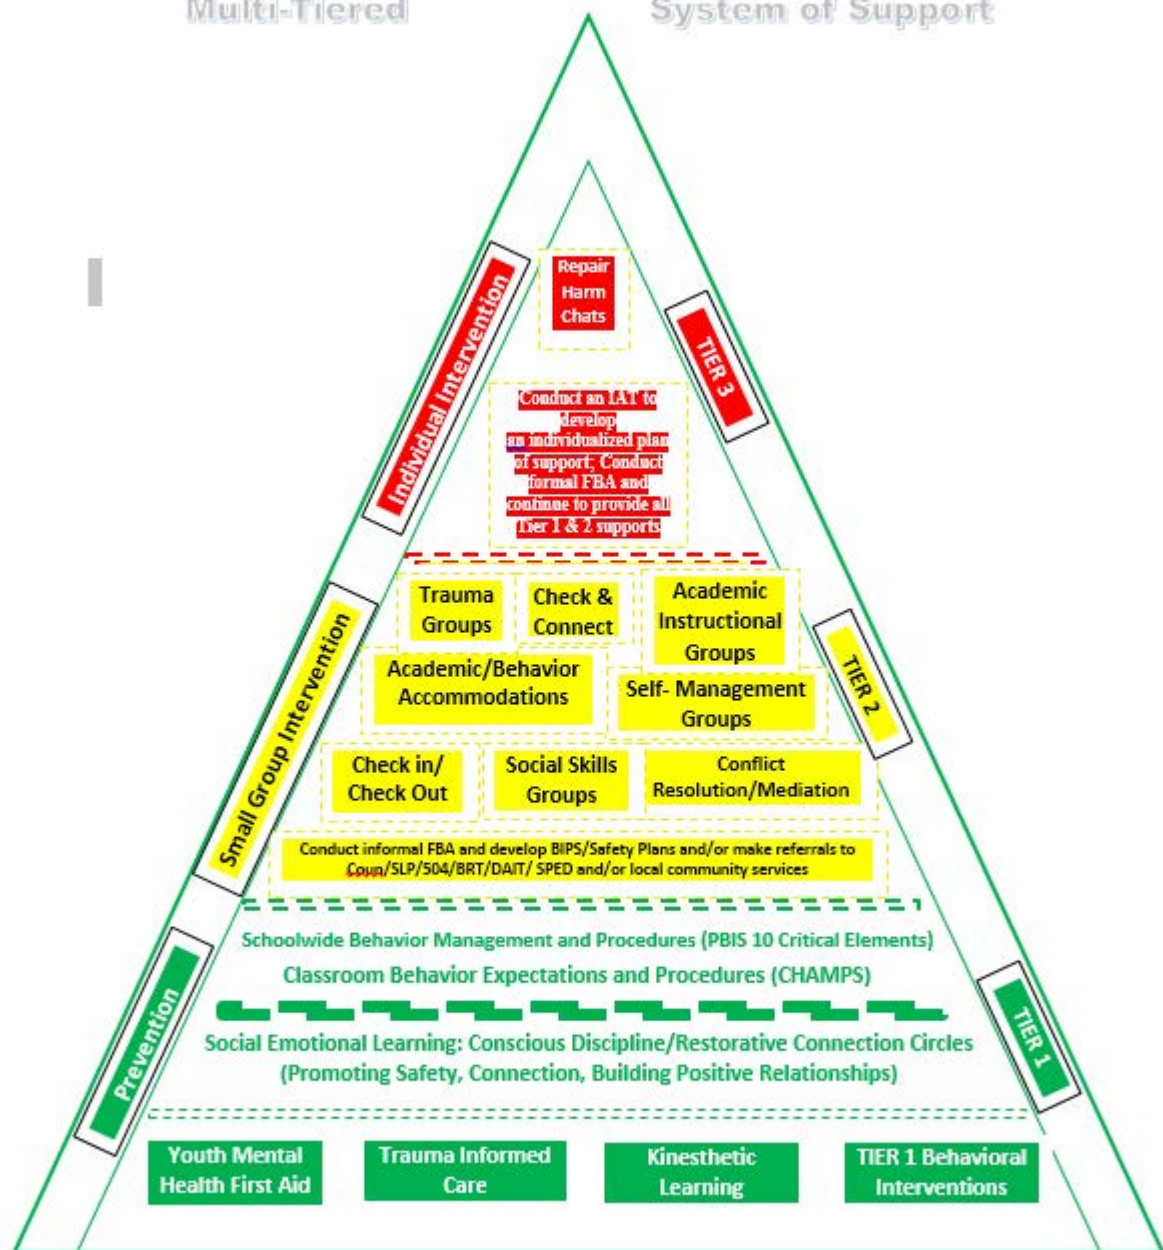 Multi-Tiered System of Support
Individual Intervention
Repair
Harm
Chats
TIER 3
Conduct an IAT to
develop
an individualized plan
of support; Conduct
formal FBA and
continue to provide all
Tier 1 & 2 supports
Small Group Intervention
Trauma
Groups
Check &
Connect
Academic
Instructional
Groups
TIER 2
Academic/Behavior
Accommodations
Self- Management
Groups
Check in/
Check Out
Social Skills
Groups
Conflict
Resolution/Mediation
Conduct informal FBA and develop BIPS/Safety Plans and/or make referrals to
Coun/SLP/504/BRT/DAIT/ SPED and/or local community services
Prevention
Schoolwide Behavior Management and Procedures (PBIS 10 Critical Elements)
Classroom Behavior Expectations and Procedures (CHAMPS)
TIER 1
Social Emotional Learning: Conscious Discipline/Restorative Connection Circles
(Promoting Safety, Connection, Building Positive Relationships)
Youth Mental
Health First Aid
Trauma Informed
Care
Kinesthetic
Learning
TIER 1 Behavioral
Interventions